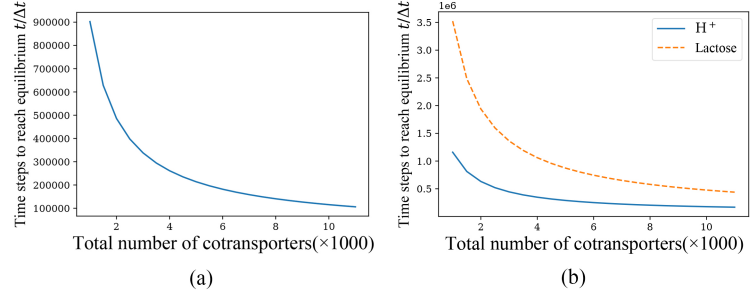 Time steps to reach equilibrium t/Δt
900000
800000
700000
600000
500000
400000
300000
200000
100000
2 4 6 8 10
Total number of cotransporters(×1000)
(a)
1e6
Time steps to reach equilibrium t/Δt
3.5
3.0
2.5
2.0
1.5
1.0
0.5
2 4 6 8 10
H⁺
Lactose
Total number of cotransporters(×1000)
(b)